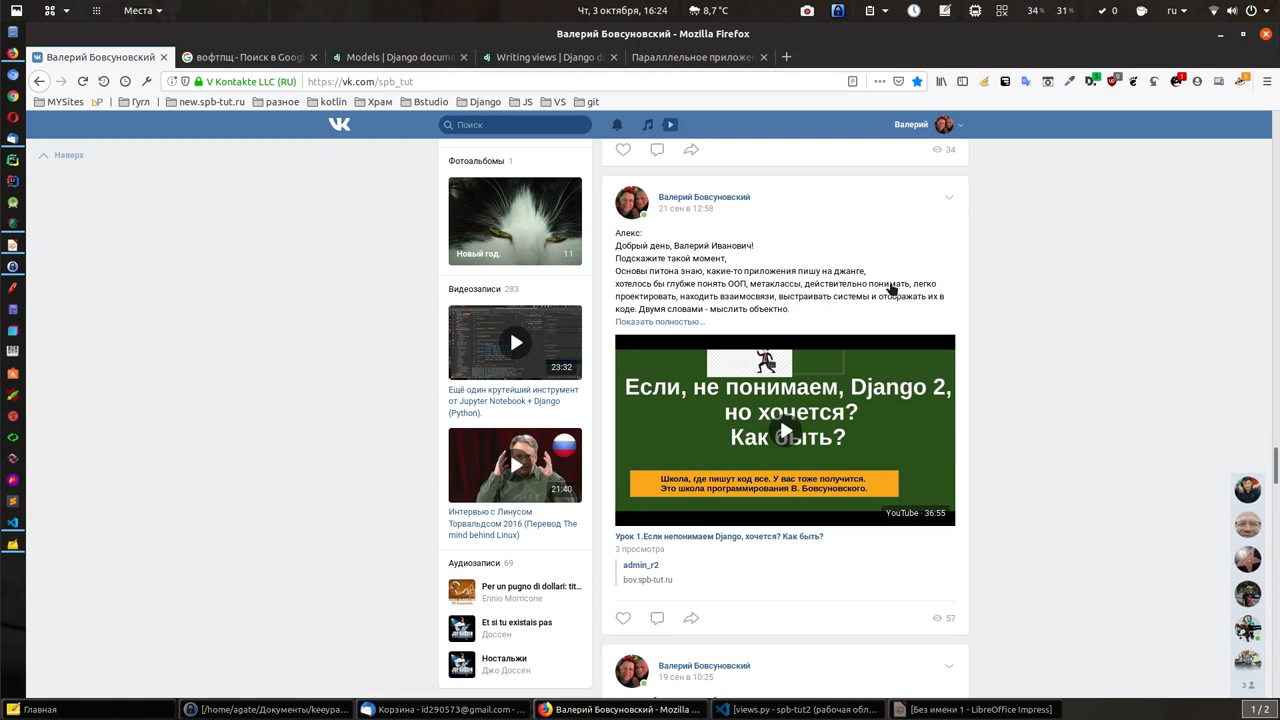 Места
Чт, 3 октября, 16:24
8,7°C
34 %
31 %
0
ru
Валерий Бовсуновский - Mozilla Firefox
Валерий Бовсуновский
вофтпщ - Поиск в Goog
Models | Django docume
Writing views | Django d
Паралллельное приложе
V Kontakte LLC (RU)
https://vk.com/spb_tut
MYSites
bP
Гугл
new.spb-tut.ru
разное
kotlin
Храм
Bstudio
Django
JS
VS
git
Поиск
Валерий
Наверх
Фотоальбомы 1
Новый год.
11
Видеозаписи 283
23:32
Ещё один крутейший инструмент
от Jupyter Notebook + Django
(Python).
21:40
Интервью с Линусом
Торвальдсом 2016 (Перевод The
mind behind Linux)
Аудиозаписи 69
Per un pugno di dollari: tit...
Ennio Morricone
Et si tu existais pas
Доссен
Ностальжи
Джо Доссен
34
Валерий Бовсуновский
21 сен в 12:58
Алекс:
Добрый день, Валерий Иванович!
Подскажите такой момент,
Основы питона знаю, какие-то приложения пишу на джанге,
хотелось бы глубже понять ООП, метаклассы, действительно понимать, легко
проектировать, находить взаимосвязи, выстраивать системы и отображать их в
коде. Двумя словами - мыслить объектно.
Показать полностью...
Если, не понимаем, Django 2,
но хочется?
Как быть?
Школа, где пишут код все. У вас тоже получится.
Это школа программирования В. Бовсуновского.
YouTube · 36:55
Урок 1.Если непонимаем Django, хочется? Как быть?
3 просмотра
admin_r2
bov.spb-tut.ru
57
Валерий Бовсуновский
19 сен в 10:25
3
Главная
[/home/agate/Документы/keeypa...
Корзина - id290573@gmail.com - ...
Валерий Бовсуновский - Mozilla ...
[views.py - spb-tut2 (рабочая обл...
[Без имени 1 - LibreOffice Impress]
1 / 2